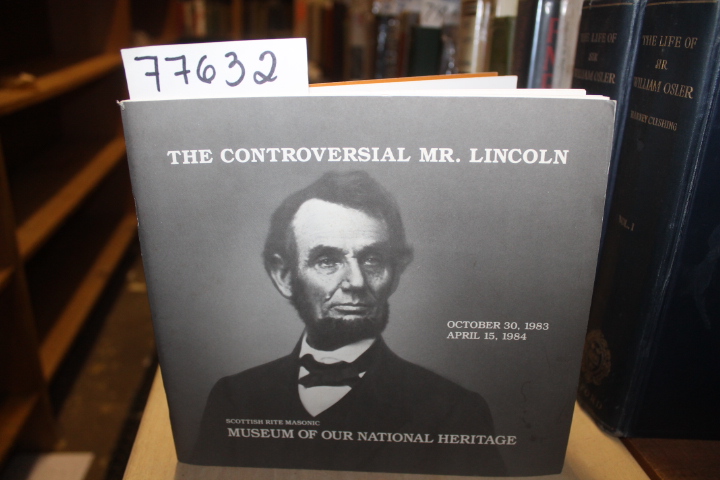 77632
THE CONTROVERSIAL MR. LINCOLN
OCTOBER 30, 1983
APRIL 15, 1984
SCOTTISH RITE MASONIC
MUSEUM OF OUR NATIONAL HERITAGE
LIFE OF
SIR
WILLIAM OSLER
VOL. I
THE LIFE OF
SIR
WILLIAM OSLER
HARVEY CUSHING